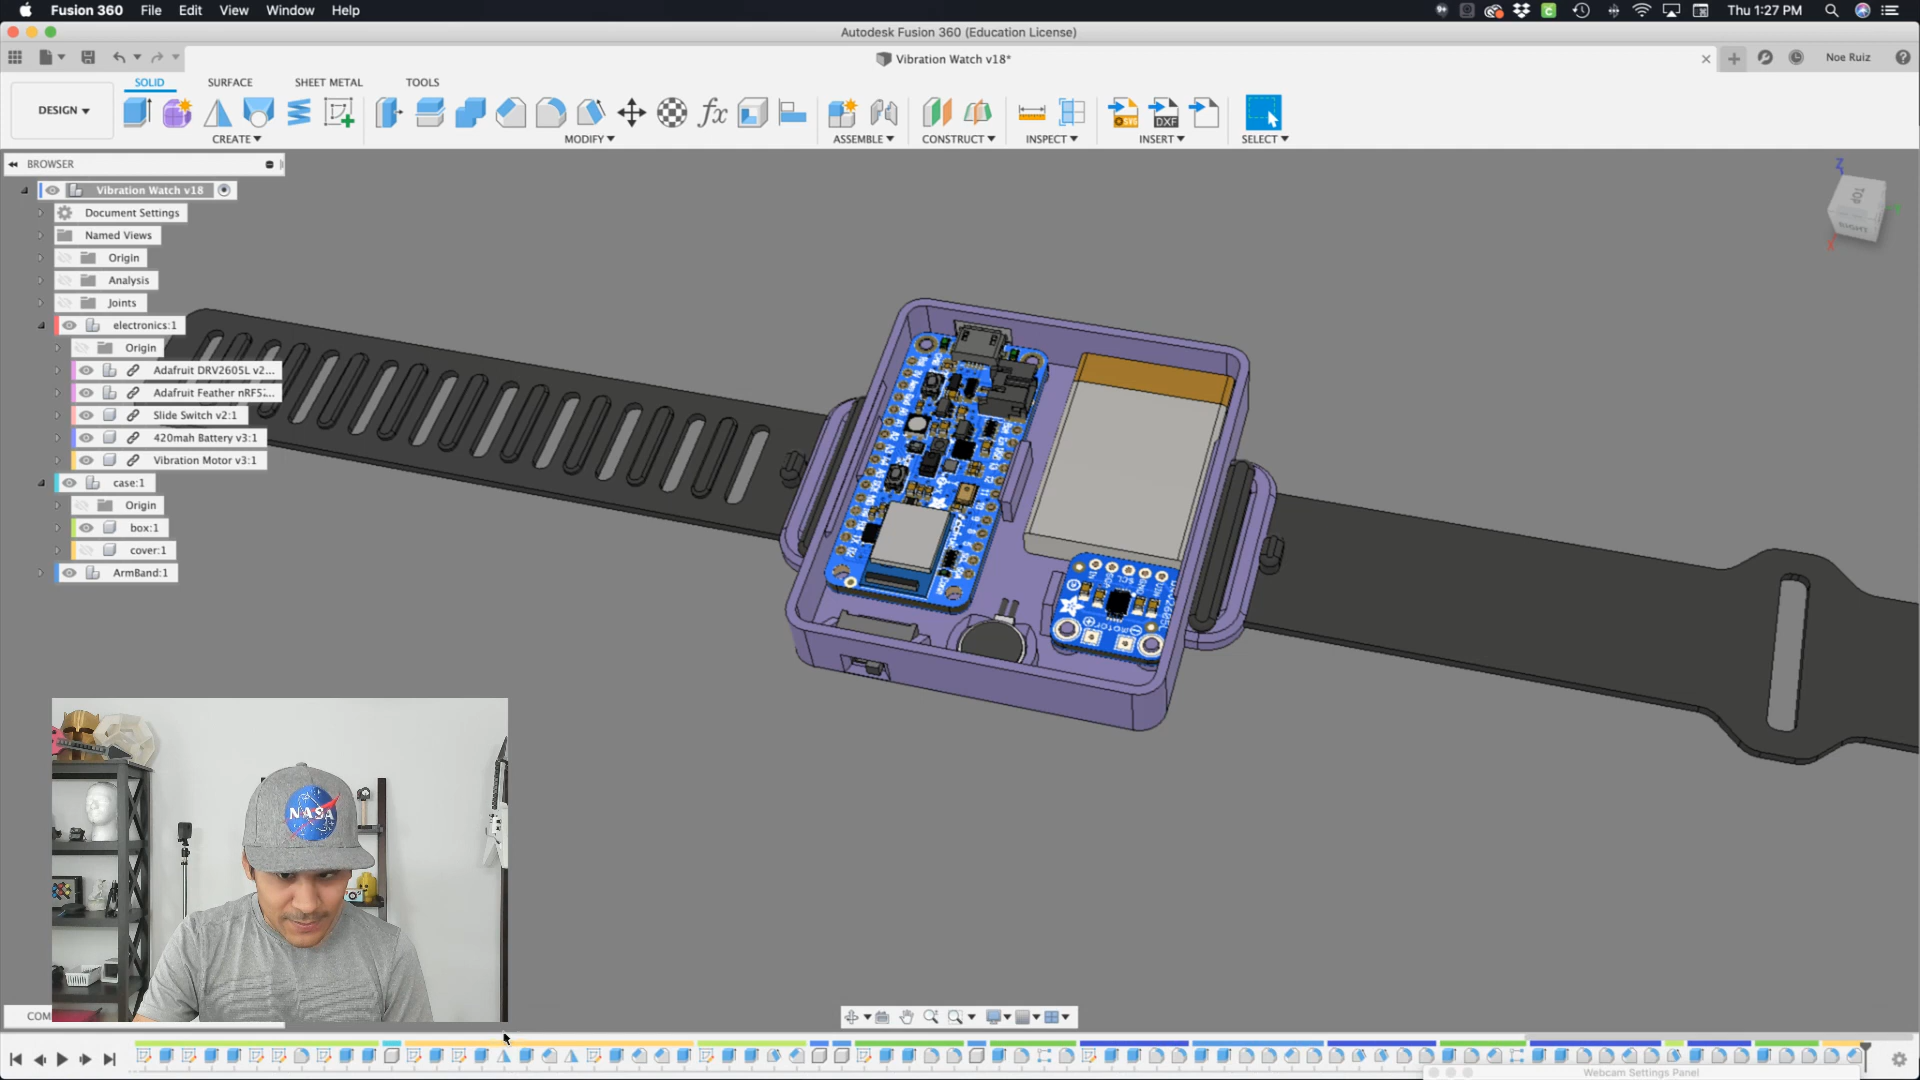 Fusion 360 File Edit View Window Help
Thu 1:27 PM
Autodesk Fusion 360 (Education License)
Vibration Watch v18*
Noe Ruiz
SOLID SURFACE SHEET METAL TOOLS
DESIGN
CREATE MODIFY ASSEMBLE CONSTRUCT INSPECT INSERT SELECT
BROWSER
Vibration Watch v18
Document Settings
Named Views
Origin
Analysis
Joints
electronics:1
Origin
Adafruit DRV2605L v2...
Adafruit Feather nRF5:...
Slide Switch v2:1
420mah Battery v3:1
Vibration Motor v3:1
case:1
Origin
box:1
cover:1
ArmBand:1
Z
TOP
RIGHT
X
NASA
COM
Webcam Settings Panel